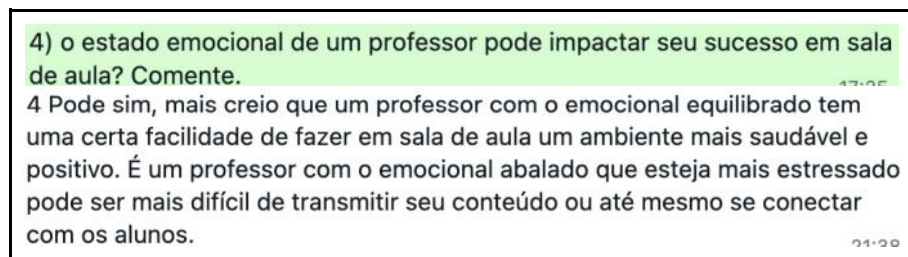 4) o estado emocional de um professor pode impactar seu sucesso em sala
de aula? Comente.
4 Pode sim, mais creio que um professor com o emocional equilibrado tem
uma certa facilidade de fazer em sala de aula um ambiente mais saudável e
positivo. É um professor com o emocional abalado que esteja mais estressado
pode ser mais difícil de transmitir seu conteúdo ou até mesmo se conectar
com os alunos.